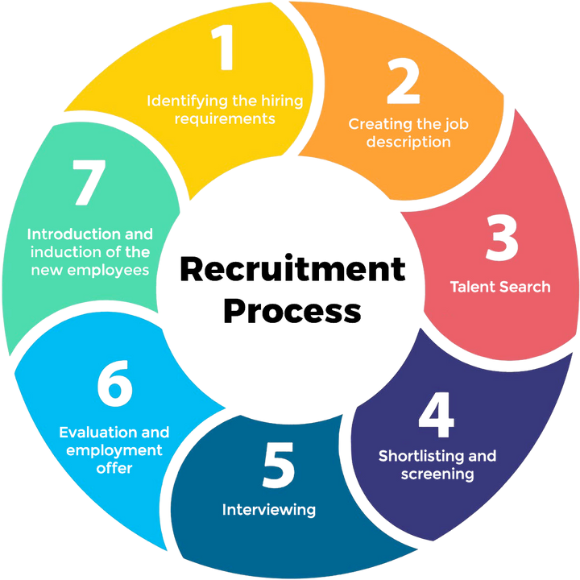 1
Identifying the hiring
requirements
2
Creating the job
description
3
Talent Search
4
Shortlisting and
screening
5
Interviewing
6
Evaluation and
employment
offer
7
Introduction and
induction of the
new employees
Recruitment
Process